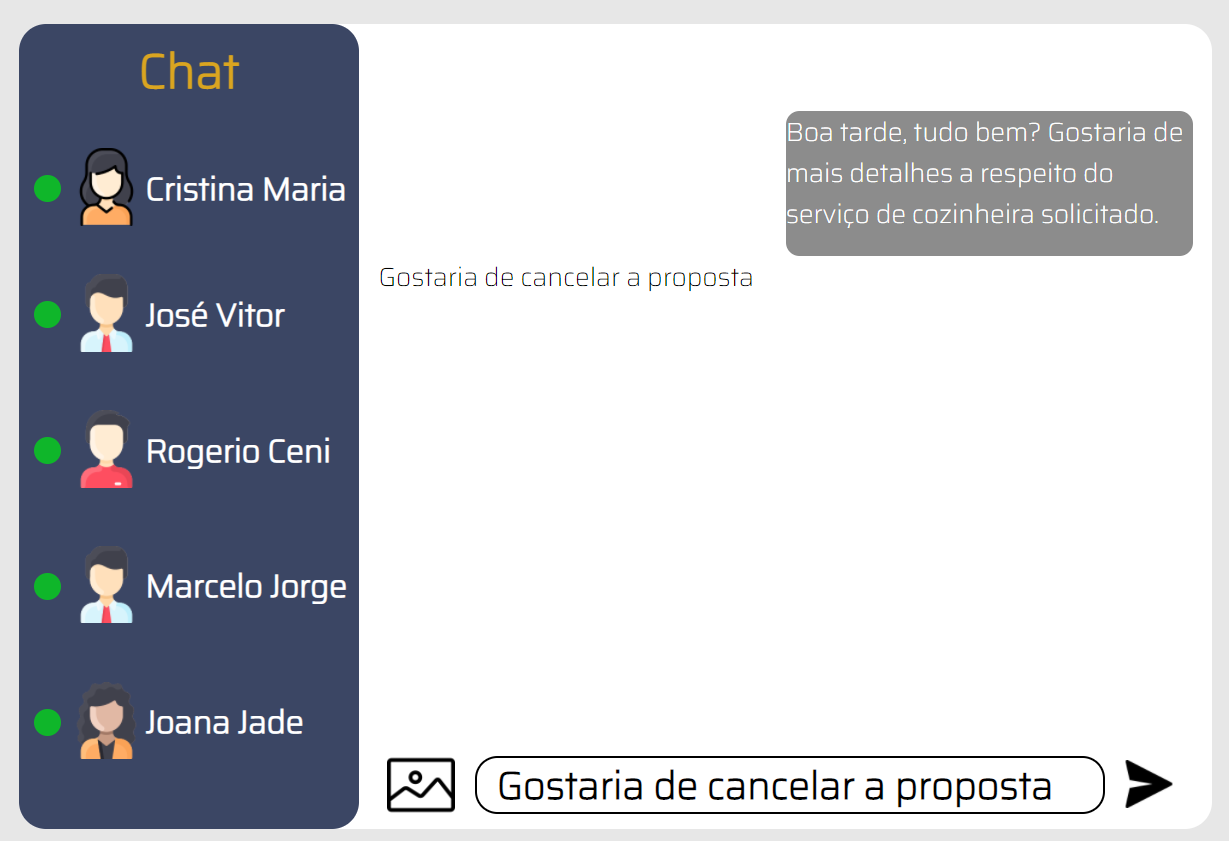 Chat
Cristina Maria
José Vitor
Rogerio Ceni
Marcelo Jorge
Joana Jade
Boa tarde, tudo bem? Gostaria de
mais detalhes a respeito do
serviço de cozinheira solicitado.
Gostaria de cancelar a proposta
Gostaria de cancelar a proposta